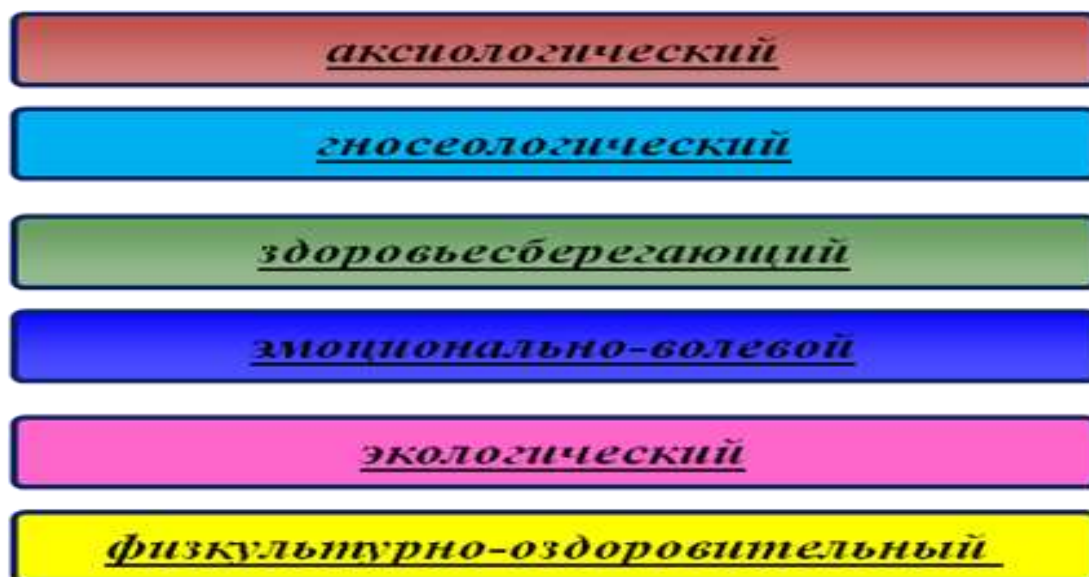 аксиологический
гносеологический
здоровьесберегающий
эмоционально-волевой
экологический
физкультурно-оздоровительный